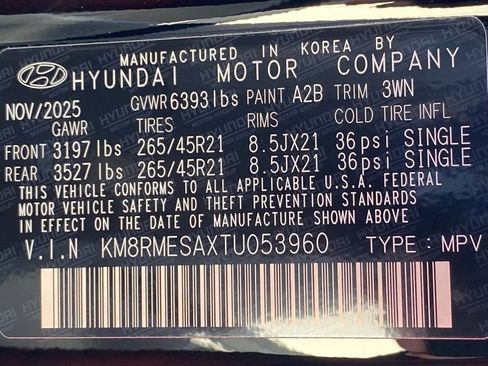 MANUFACTURED IN KOREA BY
HYUNDAI MOTOR COMPANY
NOV/2025 GVWR 6393 lbs PAINT A2B TRIM 3WN
GAWR TIRES RIMS COLD TIRE INFL
FRONT 3197 lbs 265/45R21 8.5JX21 36 psi SINGLE
REAR 3527 lbs 265/45R21 8.5JX21 36 psi SINGLE
THIS VEHICLE CONFORMS TO ALL APPLICABLE U.S.A. FEDERAL
MOTOR VEHICLE SAFETY AND THEFT PREVENTION STANDARDS
IN EFFECT ON THE DATE OF MANUFACTURE SHOWN ABOVE
V.I.N KM8RMESAXTU053960 TYPE: MPV